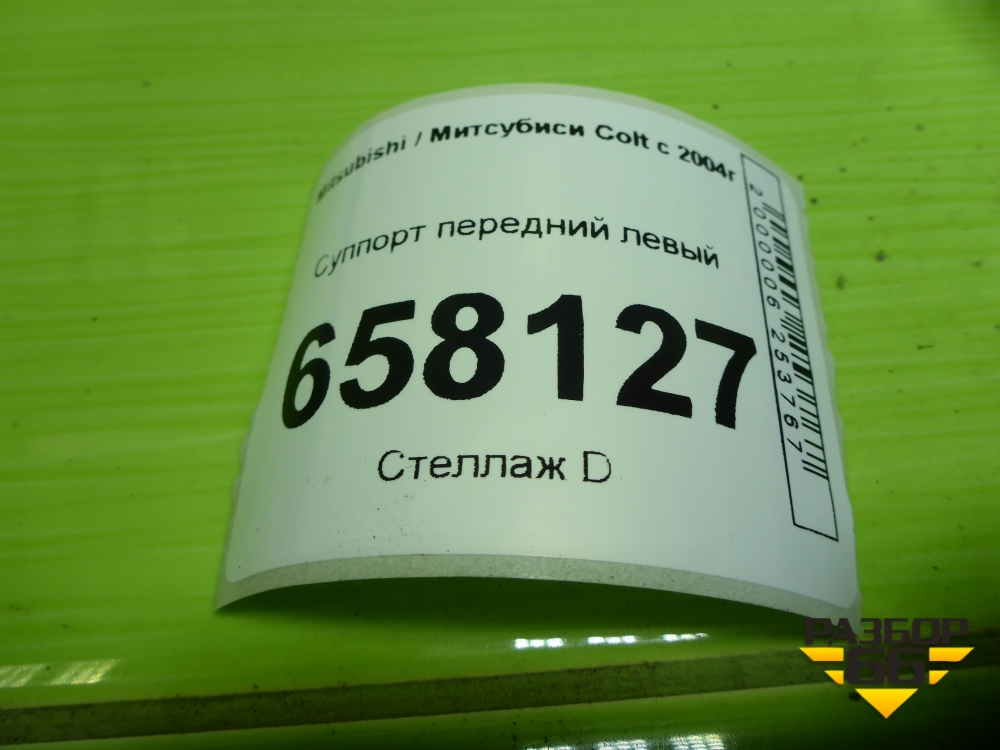 Mitsubishi / Митсубиси Colt с 2004г
Суппорт передний левый
658127
Стеллаж D
2000006253767
РАЗБОР
66